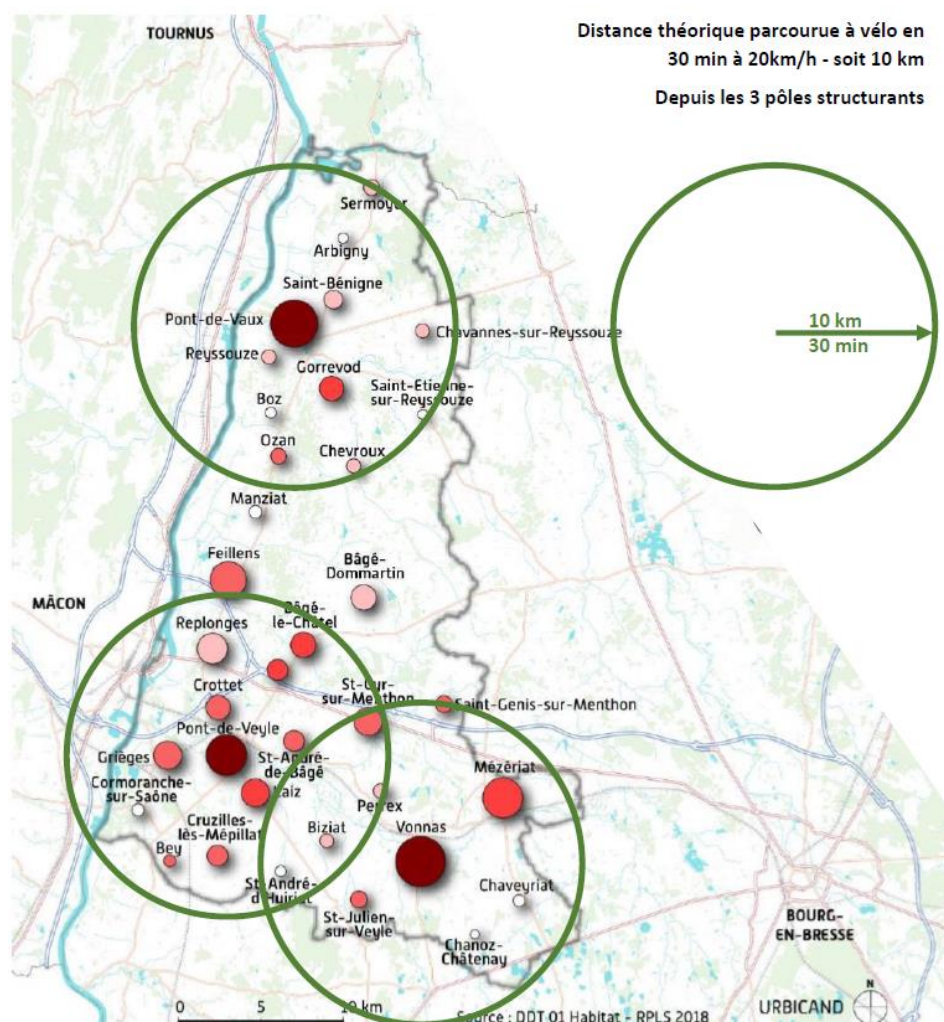 TOURNUS
Distance théorique parcourue à vélo en
30 min à 20km/h - soit 10 km
Depuis les 3 pôles structurants
Sermoyer
Arbigny
Saint-Bénigne
Pont-de-Vaux
Chavannes-sur-Reyssouze
10 km
30 min
Reyssouze
Gorrevod
Saint-Etienne-
sur-Reyssouze
Boz
Ozan
Chevroux
Manziat
Feillens
Bâgé-
Dommartin
MÂCON
Replonges
Bâgé-
le-Châtel
Crottet
St-Cyr-
sur-Menthon
Saint-Genis-sur-Menthon
Pont-de-Veyle
Grièges
St-André-
de-Bâgé
Mézériat
Cormoranche-
sur-Saône
Laiz
Perrex
Cruzilles-
lès-Mépillat
Biziat
Vonnas
Bey
St-André-
d'Huiriat
Chaveyriat
St-Julien-
sur-Veyle
BOURG-
EN-BRESSE
Chanoz-
Châtenay
0 5 10 km
Source : DDT 01 Habitat - RPLS 2018
URBICAND
N